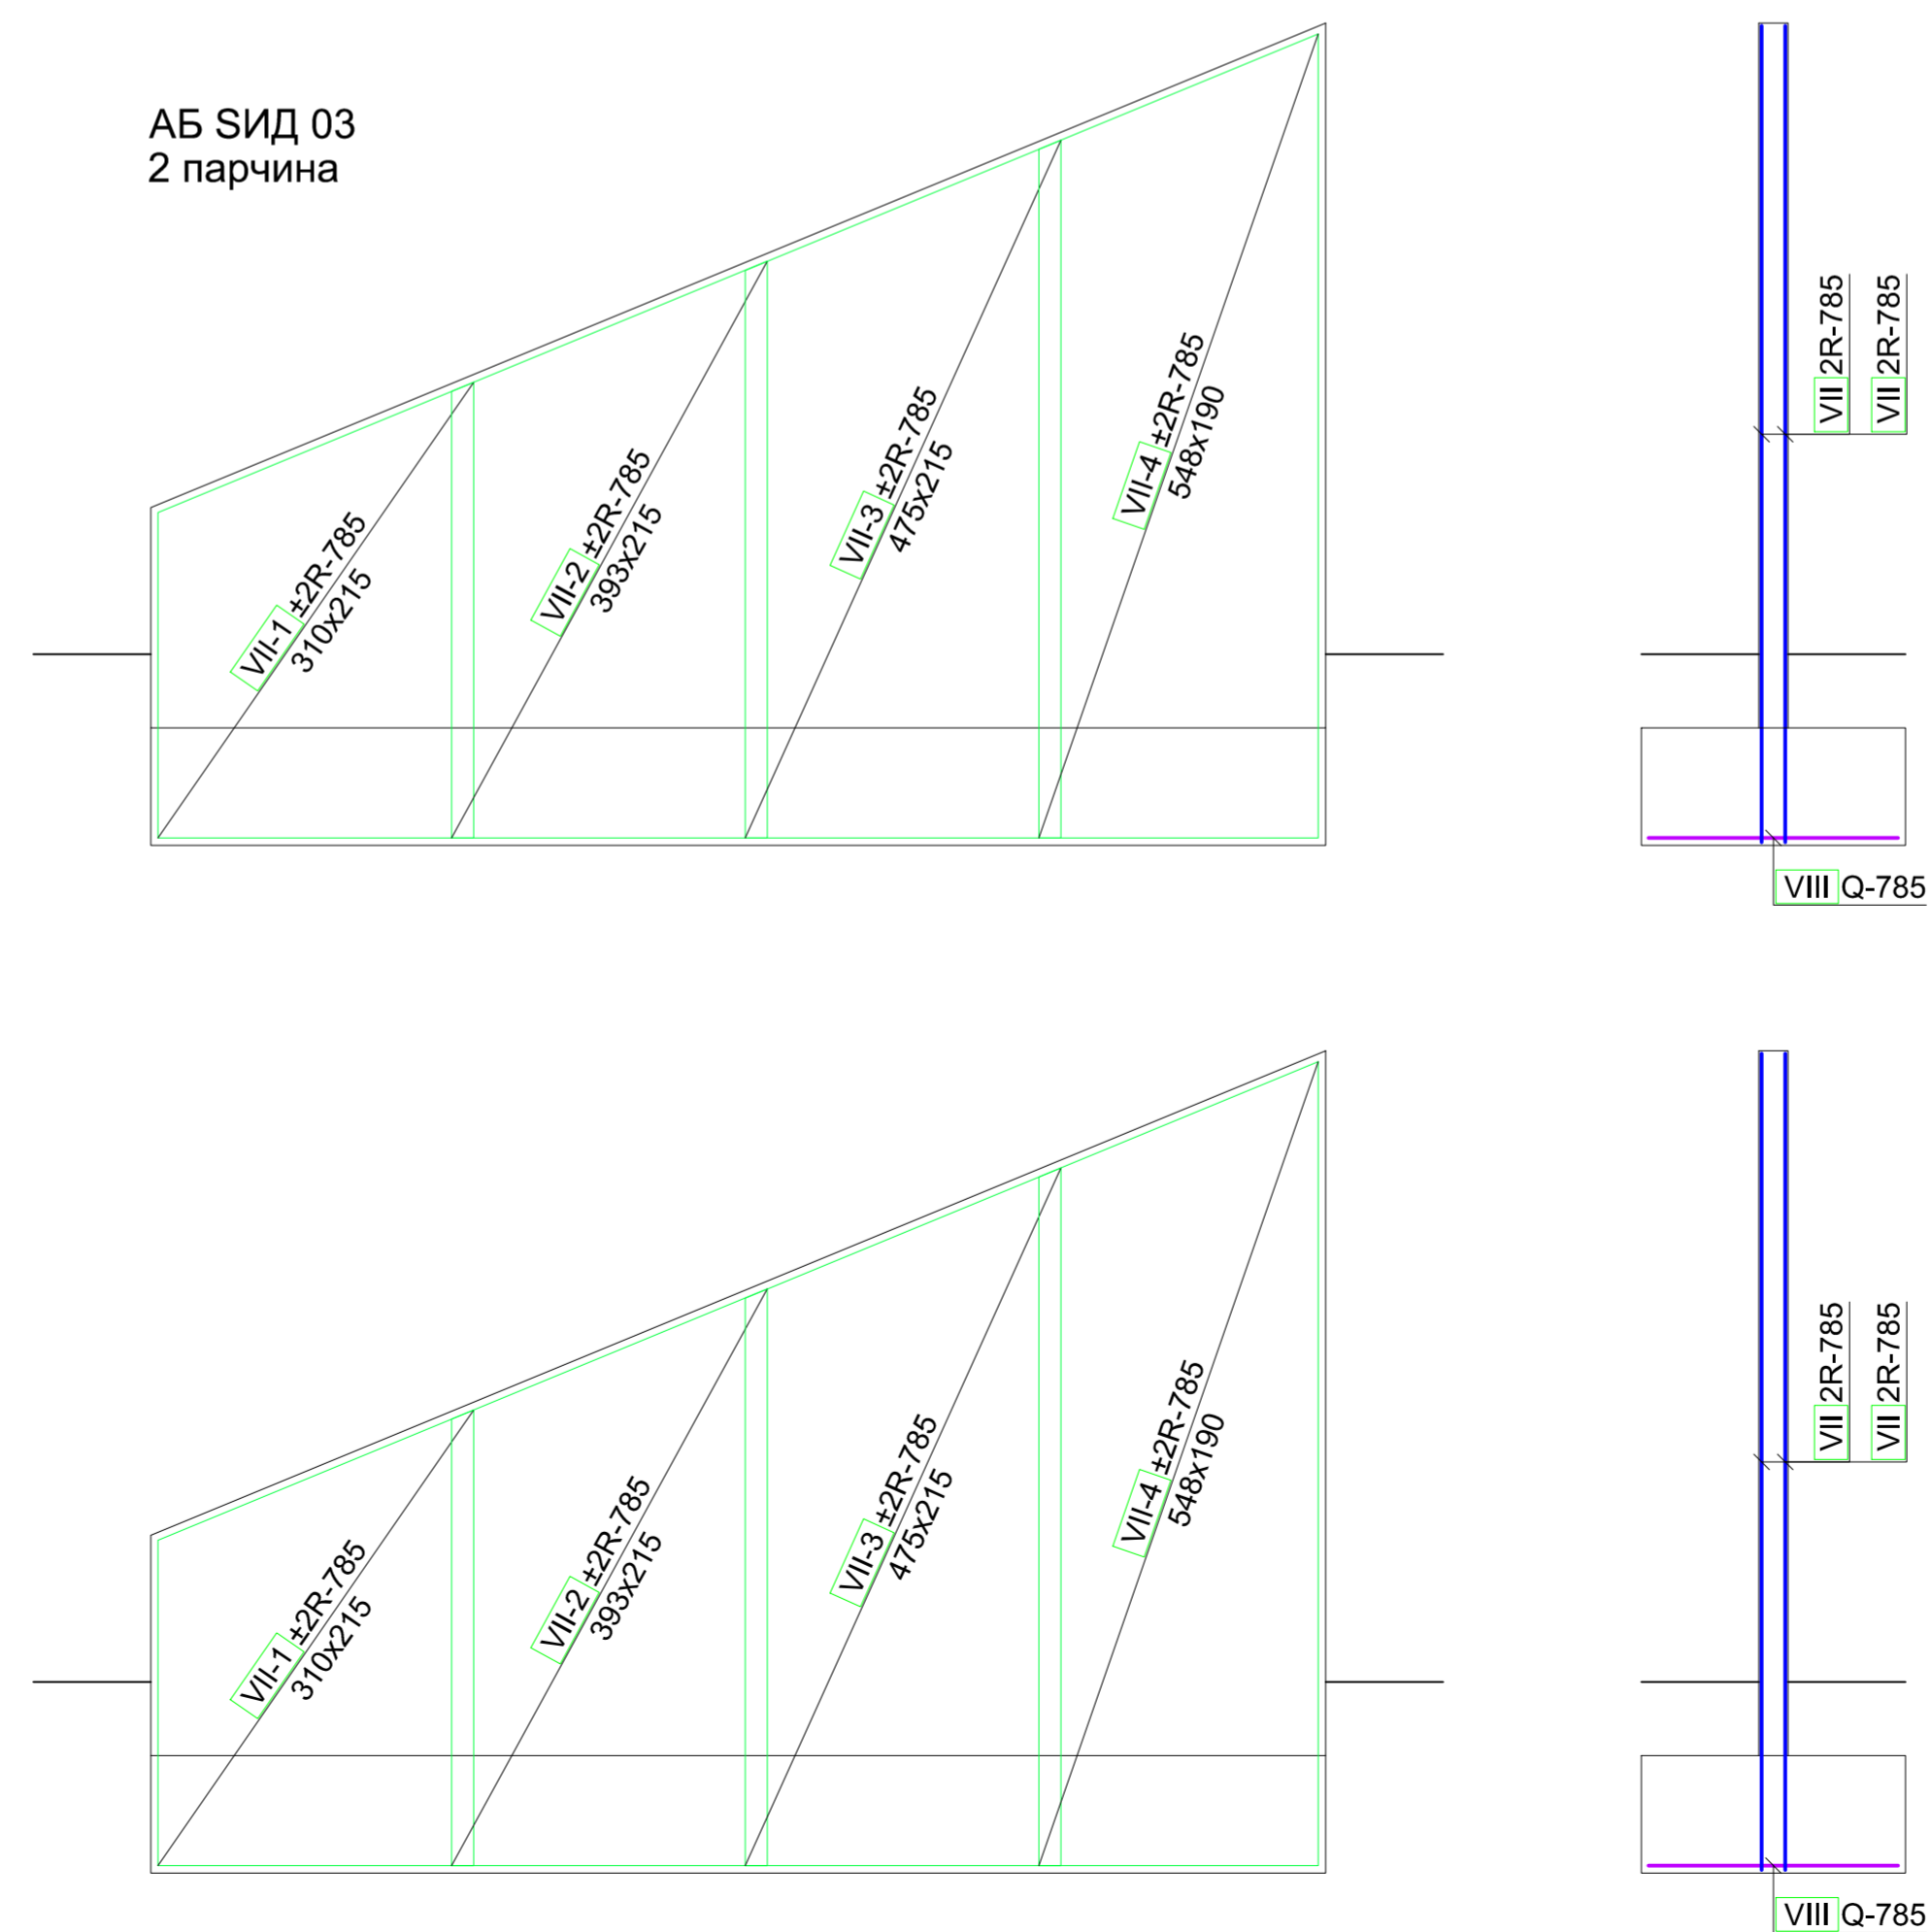 АБ SИД 03
2 парчина
VII-1 ±2R-785
310x215
VII-2 ±2R-785
393x215
VII-3 ±2R-785
475x215
VII-4 ±2R-785
548x190
VII 2R-785
VII 2R-785
VIII Q-785
VII-1 ±2R-785
310x215
VII-2 ±2R-785
393x215
VII-3 ±2R-785
475x215
VII-4 ±2R-785
548x190
VII 2R-785
VII 2R-785
VIII Q-785